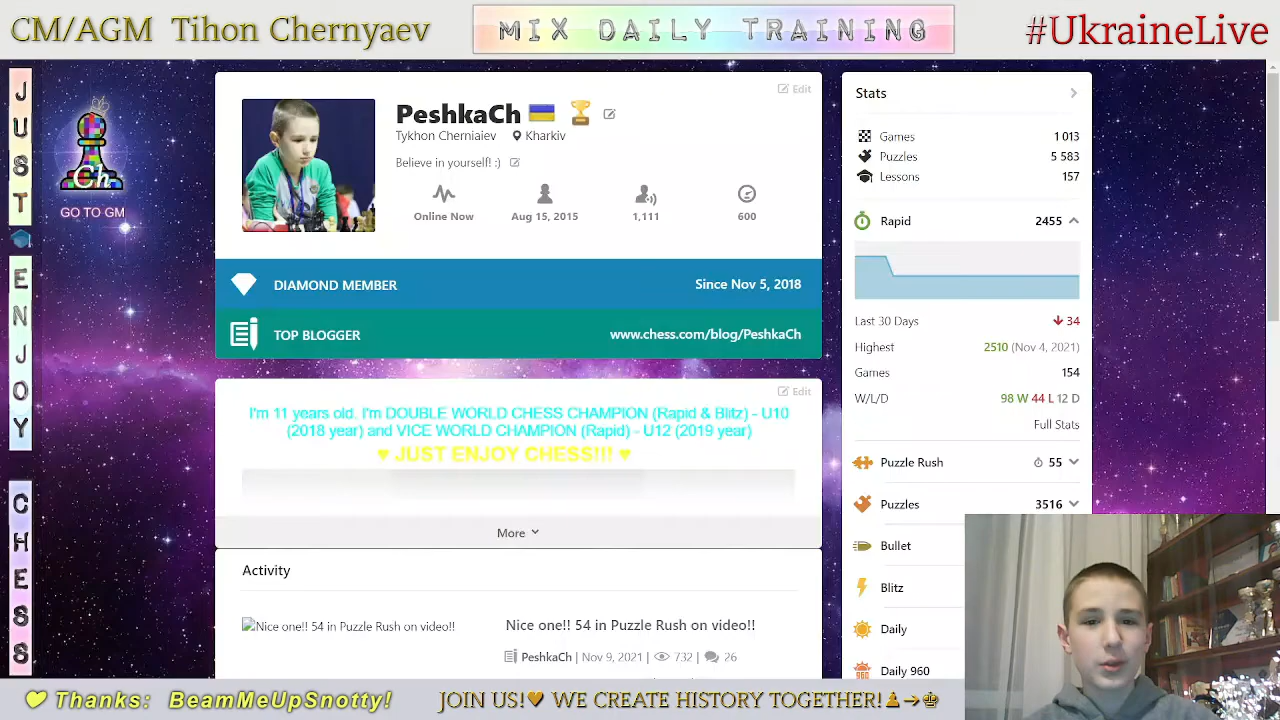 CM/AGM Tihon Chernyaev
MIX DAILY TRAINING
#UkraineLive
JUST
ENJOY
CHESS
Ch
GO TO GM
Edit
PeshkaCh
Tykhon Cherniaiev Kharkiv
Believe in yourself! :)
Online Now Aug 15, 2015 1,111 600
DIAMOND MEMBER Since Nov 5, 2018
TOP BLOGGER www.chess.com/blog/PeshkaCh
Edit
I'm 11 years old. I'm DOUBLE WORLD CHESS CHAMPION (Rapid & Blitz) - U10
(2018 year) and VICE WORLD CHAMPION (Rapid) - U12 (2019 year)
♥ JUST ENJOY CHESS!!! ♥
More
Activity
Nice one!! 54 in Puzzle Rush on video!! Nice one!! 54 in Puzzle Rush on video!!
PeshkaCh | Nov 9, 2021 | 732 | 26
Stats
Games 1 013
Puzzles 5 583
Lessons 157
Rapid 2455
Last 30 Days 34
Highest 2510 (Nov 4, 2021)
Games 154
W/L/D 98 W 44 L 12 D
Full Stats
Puzzle Rush 55
Puzzles 3516
Bullet
Blitz
Daily
Daily 960
960
Thanks: BeamMeUpSnotty!
JOIN US! WE CREATE HISTORY TOGETHER!